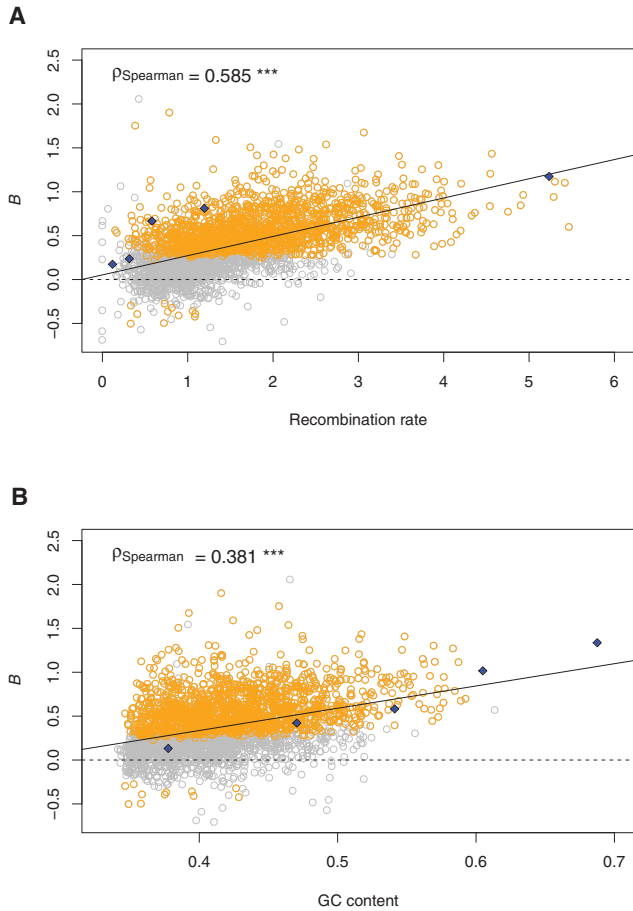 A
ρSpearman = 0.585 ***
2.5
2.0
1.5
1.0
0.5
0.0
−0.5
B
0 1 2 3 4 5 6
Recombination rate
B
ρSpearman = 0.381 ***
2.5
2.0
1.5
1.0
0.5
0.0
−0.5
B
0.4 0.5 0.6 0.7
GC content